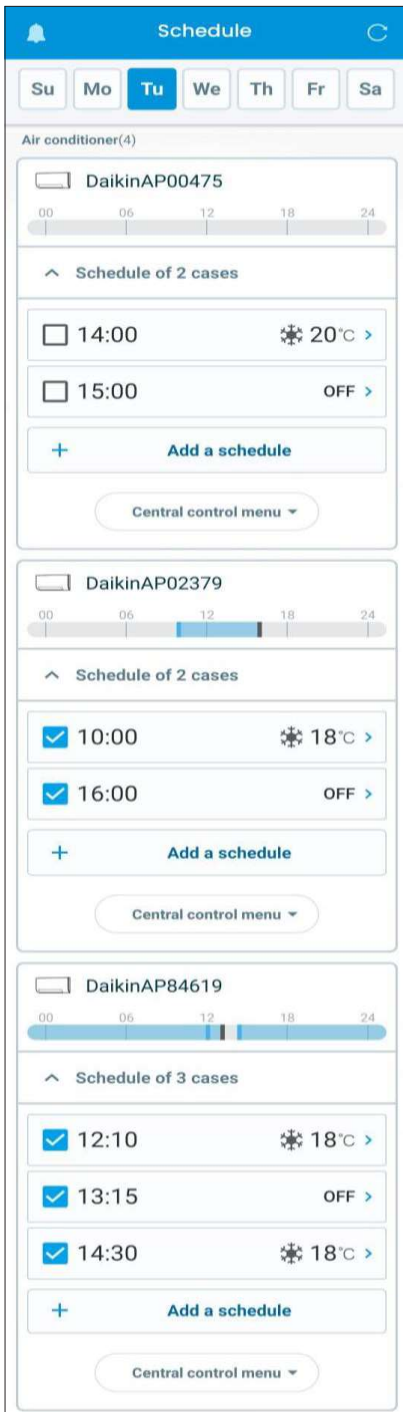 Schedule
Su Mo Tu We Th Fr Sa
Air conditioner(4)
DaikinAP00475
00 06 12 18 24
Schedule of 2 cases
14:00 20°C >
15:00 OFF >
+ Add a schedule
Central control menu
DaikinAP02379
00 06 12 18 24
Schedule of 2 cases
10:00 18°C >
16:00 OFF >
+ Add a schedule
Central control menu
DaikinAP84619
00 06 12 18 24
Schedule of 3 cases
12:10 18°C >
13:15 OFF >
14:30 18°C >
+ Add a schedule
Central control menu